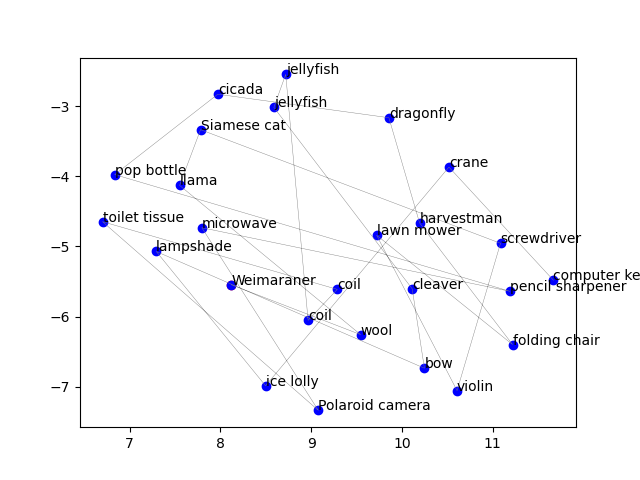 jellyfish
cicada
jellyfish
−3
dragonfly
Siamese cat
crane
pop bottle
−4
llama
toilet tissue
microwave
harvestman
lawn mower
screwdriver
lampshade
−5
computer ke
Weimaraner
coil
cleaver
pencil sharpener
coil
−6
wool
folding chair
bow
ice lolly
violin
−7
Polaroid camera
7 8 9 10 11